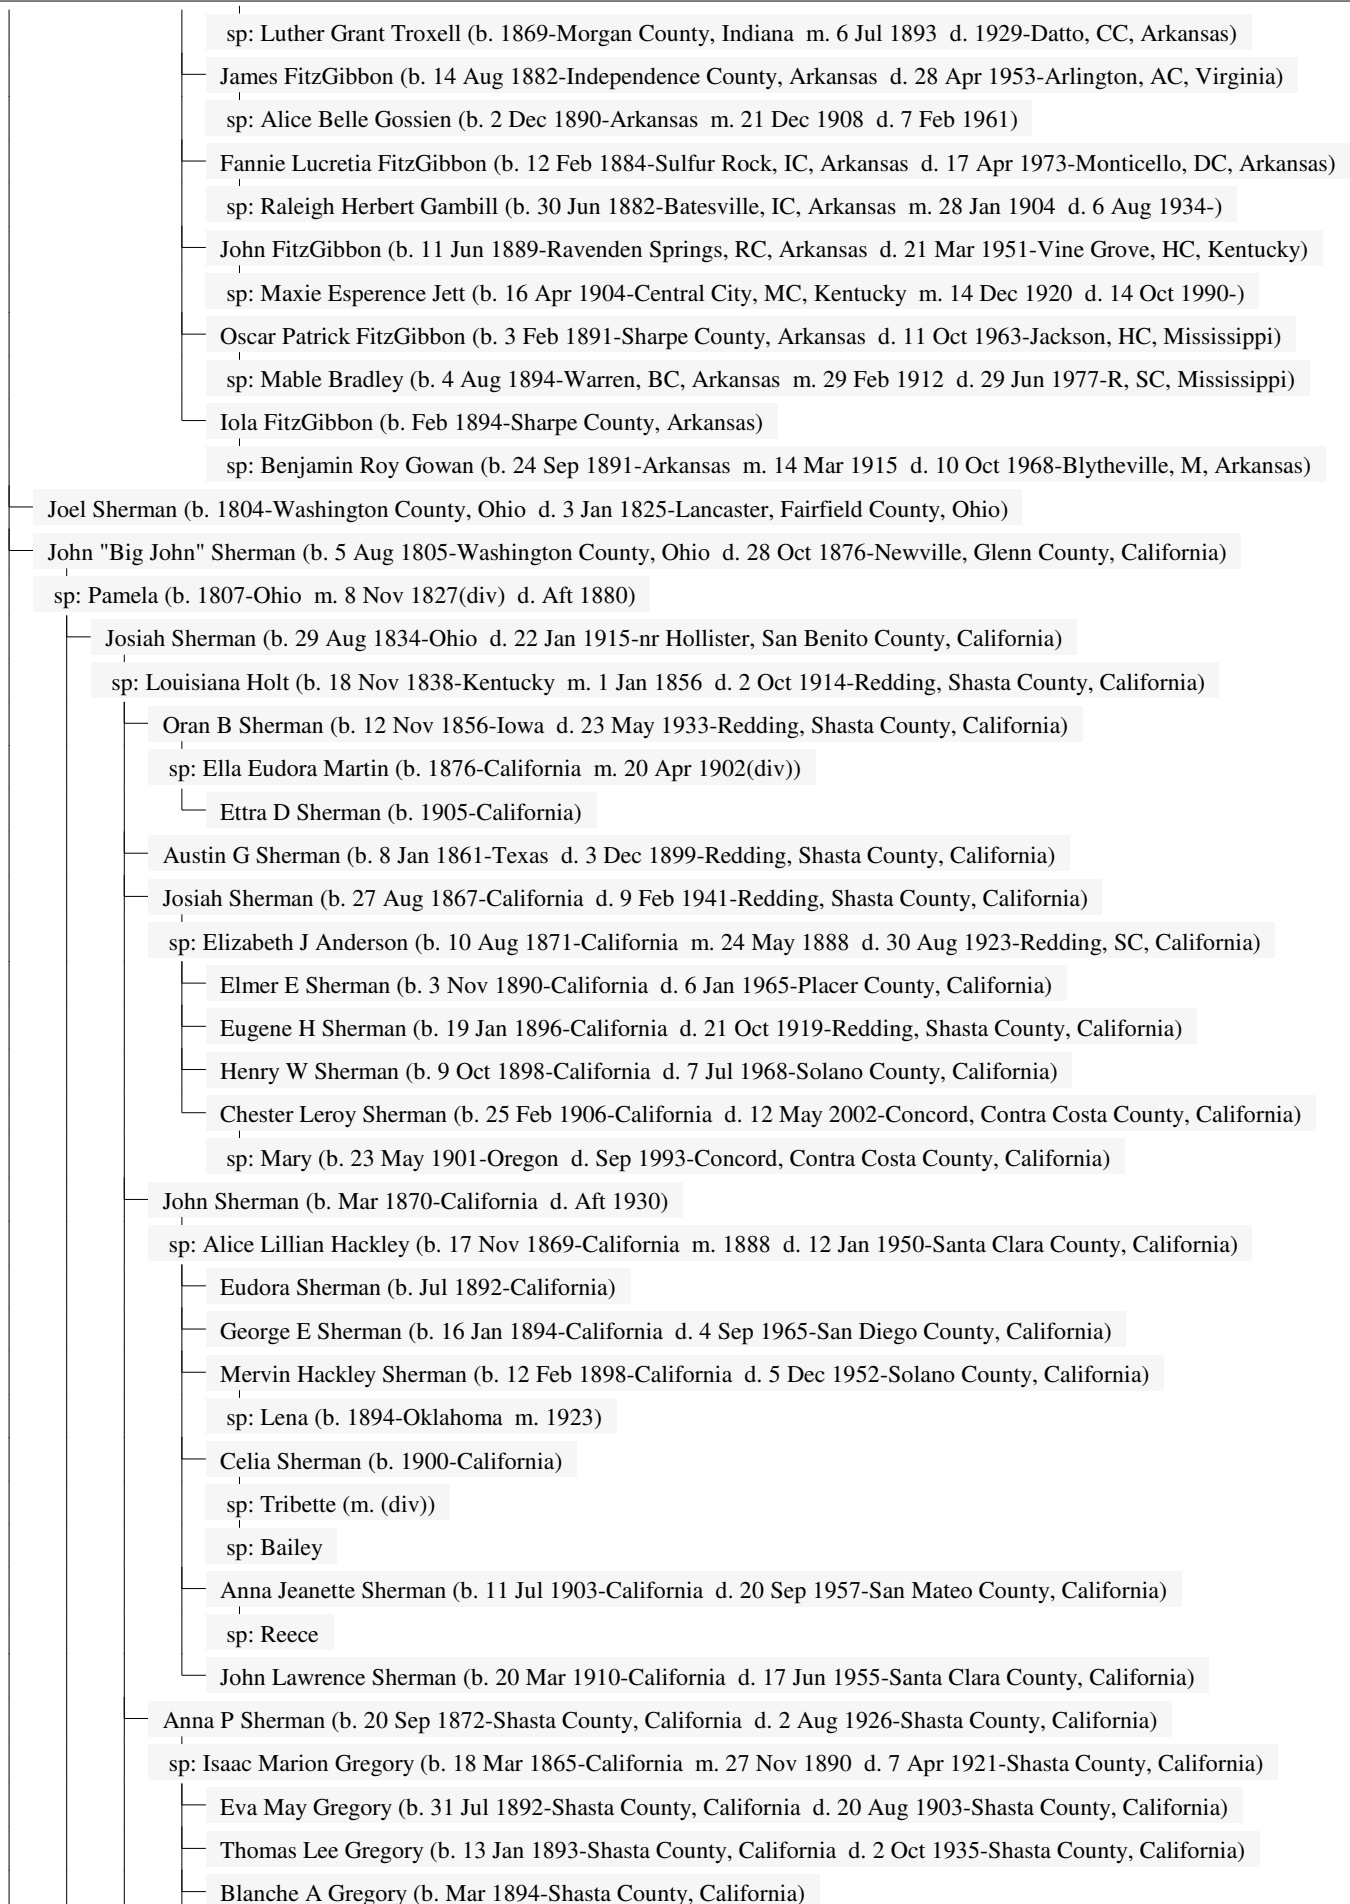 sp: Luther Grant Troxell (b. 1869-Morgan County, Indiana m. 6 Jul 1893 d. 1929-Datto, CC, Arkansas)
James FitzGibbon (b. 14 Aug 1882-Independence County, Arkansas d. 28 Apr 1953-Arlington, AC, Virginia)
sp: Alice Belle Gossien (b. 2 Dec 1890-Arkansas m. 21 Dec 1908 d. 7 Feb 1961)
Fannie Lucretia FitzGibbon (b. 12 Feb 1884-Sulfur Rock, IC, Arkansas d. 17 Apr 1973-Monticello, DC, Arkansas)
sp: Raleigh Herbert Gambill (b. 30 Jun 1882-Batesville, IC, Arkansas m. 28 Jan 1904 d. 6 Aug 1934-)
John FitzGibbon (b. 11 Jun 1889-Ravenden Springs, RC, Arkansas d. 21 Mar 1951-Vine Grove, HC, Kentucky)
sp: Maxie Esperence Jett (b. 16 Apr 1904-Central City, MC, Kentucky m. 14 Dec 1920 d. 14 Oct 1990-)
Oscar Patrick FitzGibbon (b. 3 Feb 1891-Sharpe County, Arkansas d. 11 Oct 1963-Jackson, HC, Mississippi)
sp: Mable Bradley (b. 4 Aug 1894-Warren, BC, Arkansas m. 29 Feb 1912 d. 29 Jun 1977-R, SC, Mississippi)
Iola FitzGibbon (b. Feb 1894-Sharpe County, Arkansas)
sp: Benjamin Roy Gowan (b. 24 Sep 1891-Arkansas m. 14 Mar 1915 d. 10 Oct 1968-Blytheville, M, Arkansas)
Joel Sherman (b. 1804-Washington County, Ohio d. 3 Jan 1825-Lancaster, Fairfield County, Ohio)
John "Big John" Sherman (b. 5 Aug 1805-Washington County, Ohio d. 28 Oct 1876-Newville, Glenn County, California)
sp: Pamela (b. 1807-Ohio m. 8 Nov 1827(div) d. Aft 1880)
Josiah Sherman (b. 29 Aug 1834-Ohio d. 22 Jan 1915-nr Hollister, San Benito County, California)
sp: Louisiana Holt (b. 18 Nov 1838-Kentucky m. 1 Jan 1856 d. 2 Oct 1914-Redding, Shasta County, California)
Oran B Sherman (b. 12 Nov 1856-Iowa d. 23 May 1933-Redding, Shasta County, California)
sp: Ella Eudora Martin (b. 1876-California m. 20 Apr 1902(div))
Ettra D Sherman (b. 1905-California)
Austin G Sherman (b. 8 Jan 1861-Texas d. 3 Dec 1899-Redding, Shasta County, California)
Josiah Sherman (b. 27 Aug 1867-California d. 9 Feb 1941-Redding, Shasta County, California)
sp: Elizabeth J Anderson (b. 10 Aug 1871-California m. 24 May 1888 d. 30 Aug 1923-Redding, SC, California)
Elmer E Sherman (b. 3 Nov 1890-California d. 6 Jan 1965-Placer County, California)
Eugene H Sherman (b. 19 Jan 1896-California d. 21 Oct 1919-Redding, Shasta County, California)
Henry W Sherman (b. 9 Oct 1898-California d. 7 Jul 1968-Solano County, California)
Chester Leroy Sherman (b. 25 Feb 1906-California d. 12 May 2002-Concord, Contra Costa County, California)
sp: Mary (b. 23 May 1901-Oregon d. Sep 1993-Concord, Contra Costa County, California)
John Sherman (b. Mar 1870-California d. Aft 1930)
sp: Alice Lillian Hackley (b. 17 Nov 1869-California m. 1888 d. 12 Jan 1950-Santa Clara County, California)
Eudora Sherman (b. Jul 1892-California)
George E Sherman (b. 16 Jan 1894-California d. 4 Sep 1965-San Diego County, California)
Mervin Hackley Sherman (b. 12 Feb 1898-California d. 5 Dec 1952-Solano County, California)
sp: Lena (b. 1894-Oklahoma m. 1923)
Celia Sherman (b. 1900-California)
sp: Tribette (m. (div))
sp: Bailey
Anna Jeanette Sherman (b. 11 Jul 1903-California d. 20 Sep 1957-San Mateo County, California)
sp: Reece
John Lawrence Sherman (b. 20 Mar 1910-California d. 17 Jun 1955-Santa Clara County, California)
Anna P Sherman (b. 20 Sep 1872-Shasta County, California d. 2 Aug 1926-Shasta County, California)
sp: Isaac Marion Gregory (b. 18 Mar 1865-California m. 27 Nov 1890 d. 7 Apr 1921-Shasta County, California)
Eva May Gregory (b. 31 Jul 1892-Shasta County, California d. 20 Aug 1903-Shasta County, California)
Thomas Lee Gregory (b. 13 Jan 1893-Shasta County, California d. 2 Oct 1935-Shasta County, California)
Blanche A Gregory (b. Mar 1894-Shasta County, California)